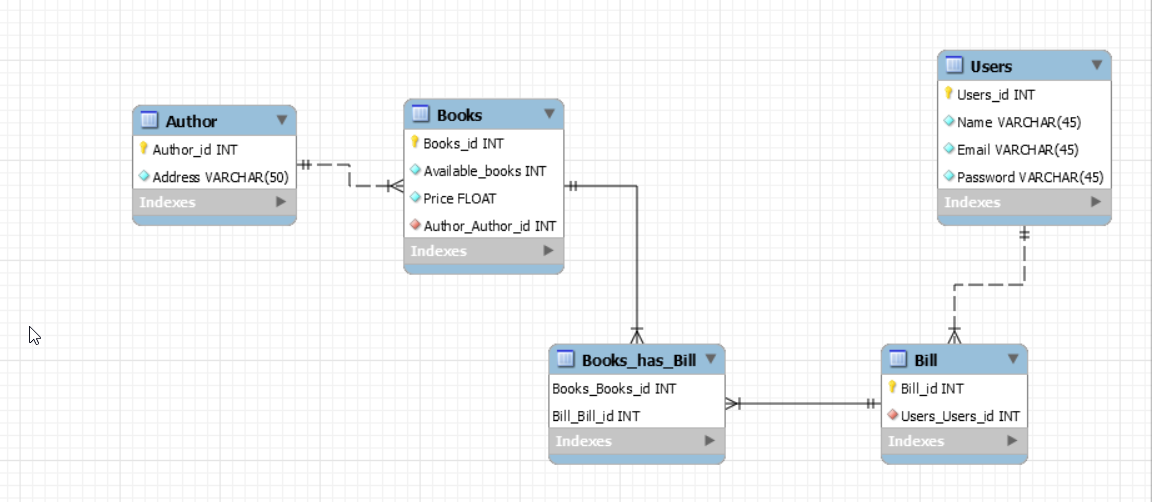 Author
Author_id INT
Address VARCHAR(50)
Indexes
Books
Books_id INT
Available_books INT
Price FLOAT
Author_Author_id INT
Indexes
Users
Users_id INT
Name VARCHAR(45)
Email VARCHAR(45)
Password VARCHAR(45)
Indexes
Books_has_Bill
Books_Books_id INT
Bill_Bill_id INT
Indexes
Bill
Bill_id INT
Users_Users_id INT
Indexes